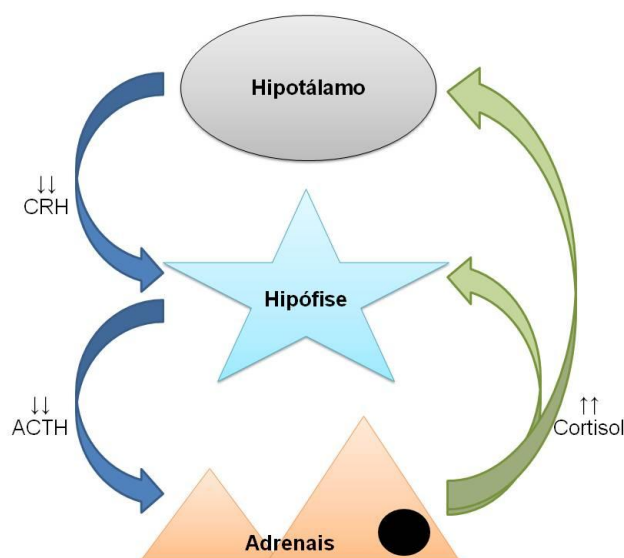 Hipotálamo
↓↓
CRH
Hipófise
↓↓
ACTH
↑↑
Cortisol
Adrenais